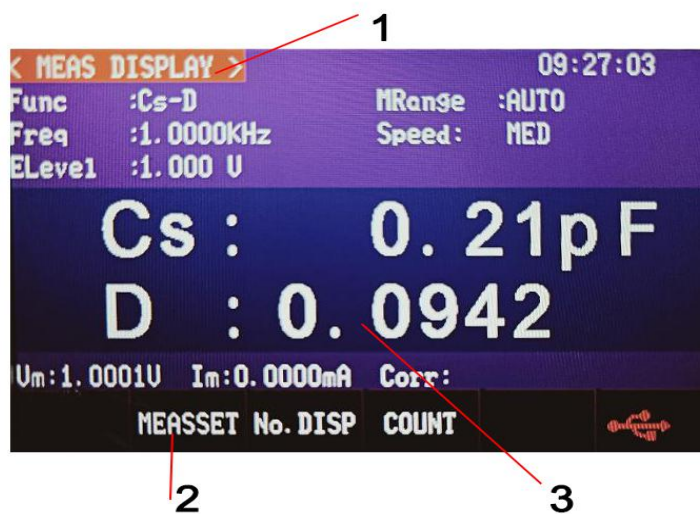 1
< MEAS DISPLAY > 09:27:03
Func :Cs-D MRange :AUTO
Freq :1.0000KHz Speed: MED
ELevel :1.000 V
Cs: 0.21pF
D :0.0942
Vm:1.0001V Im:0.0000mA Corr:
MEASSET No.DISP COUNT
2 3